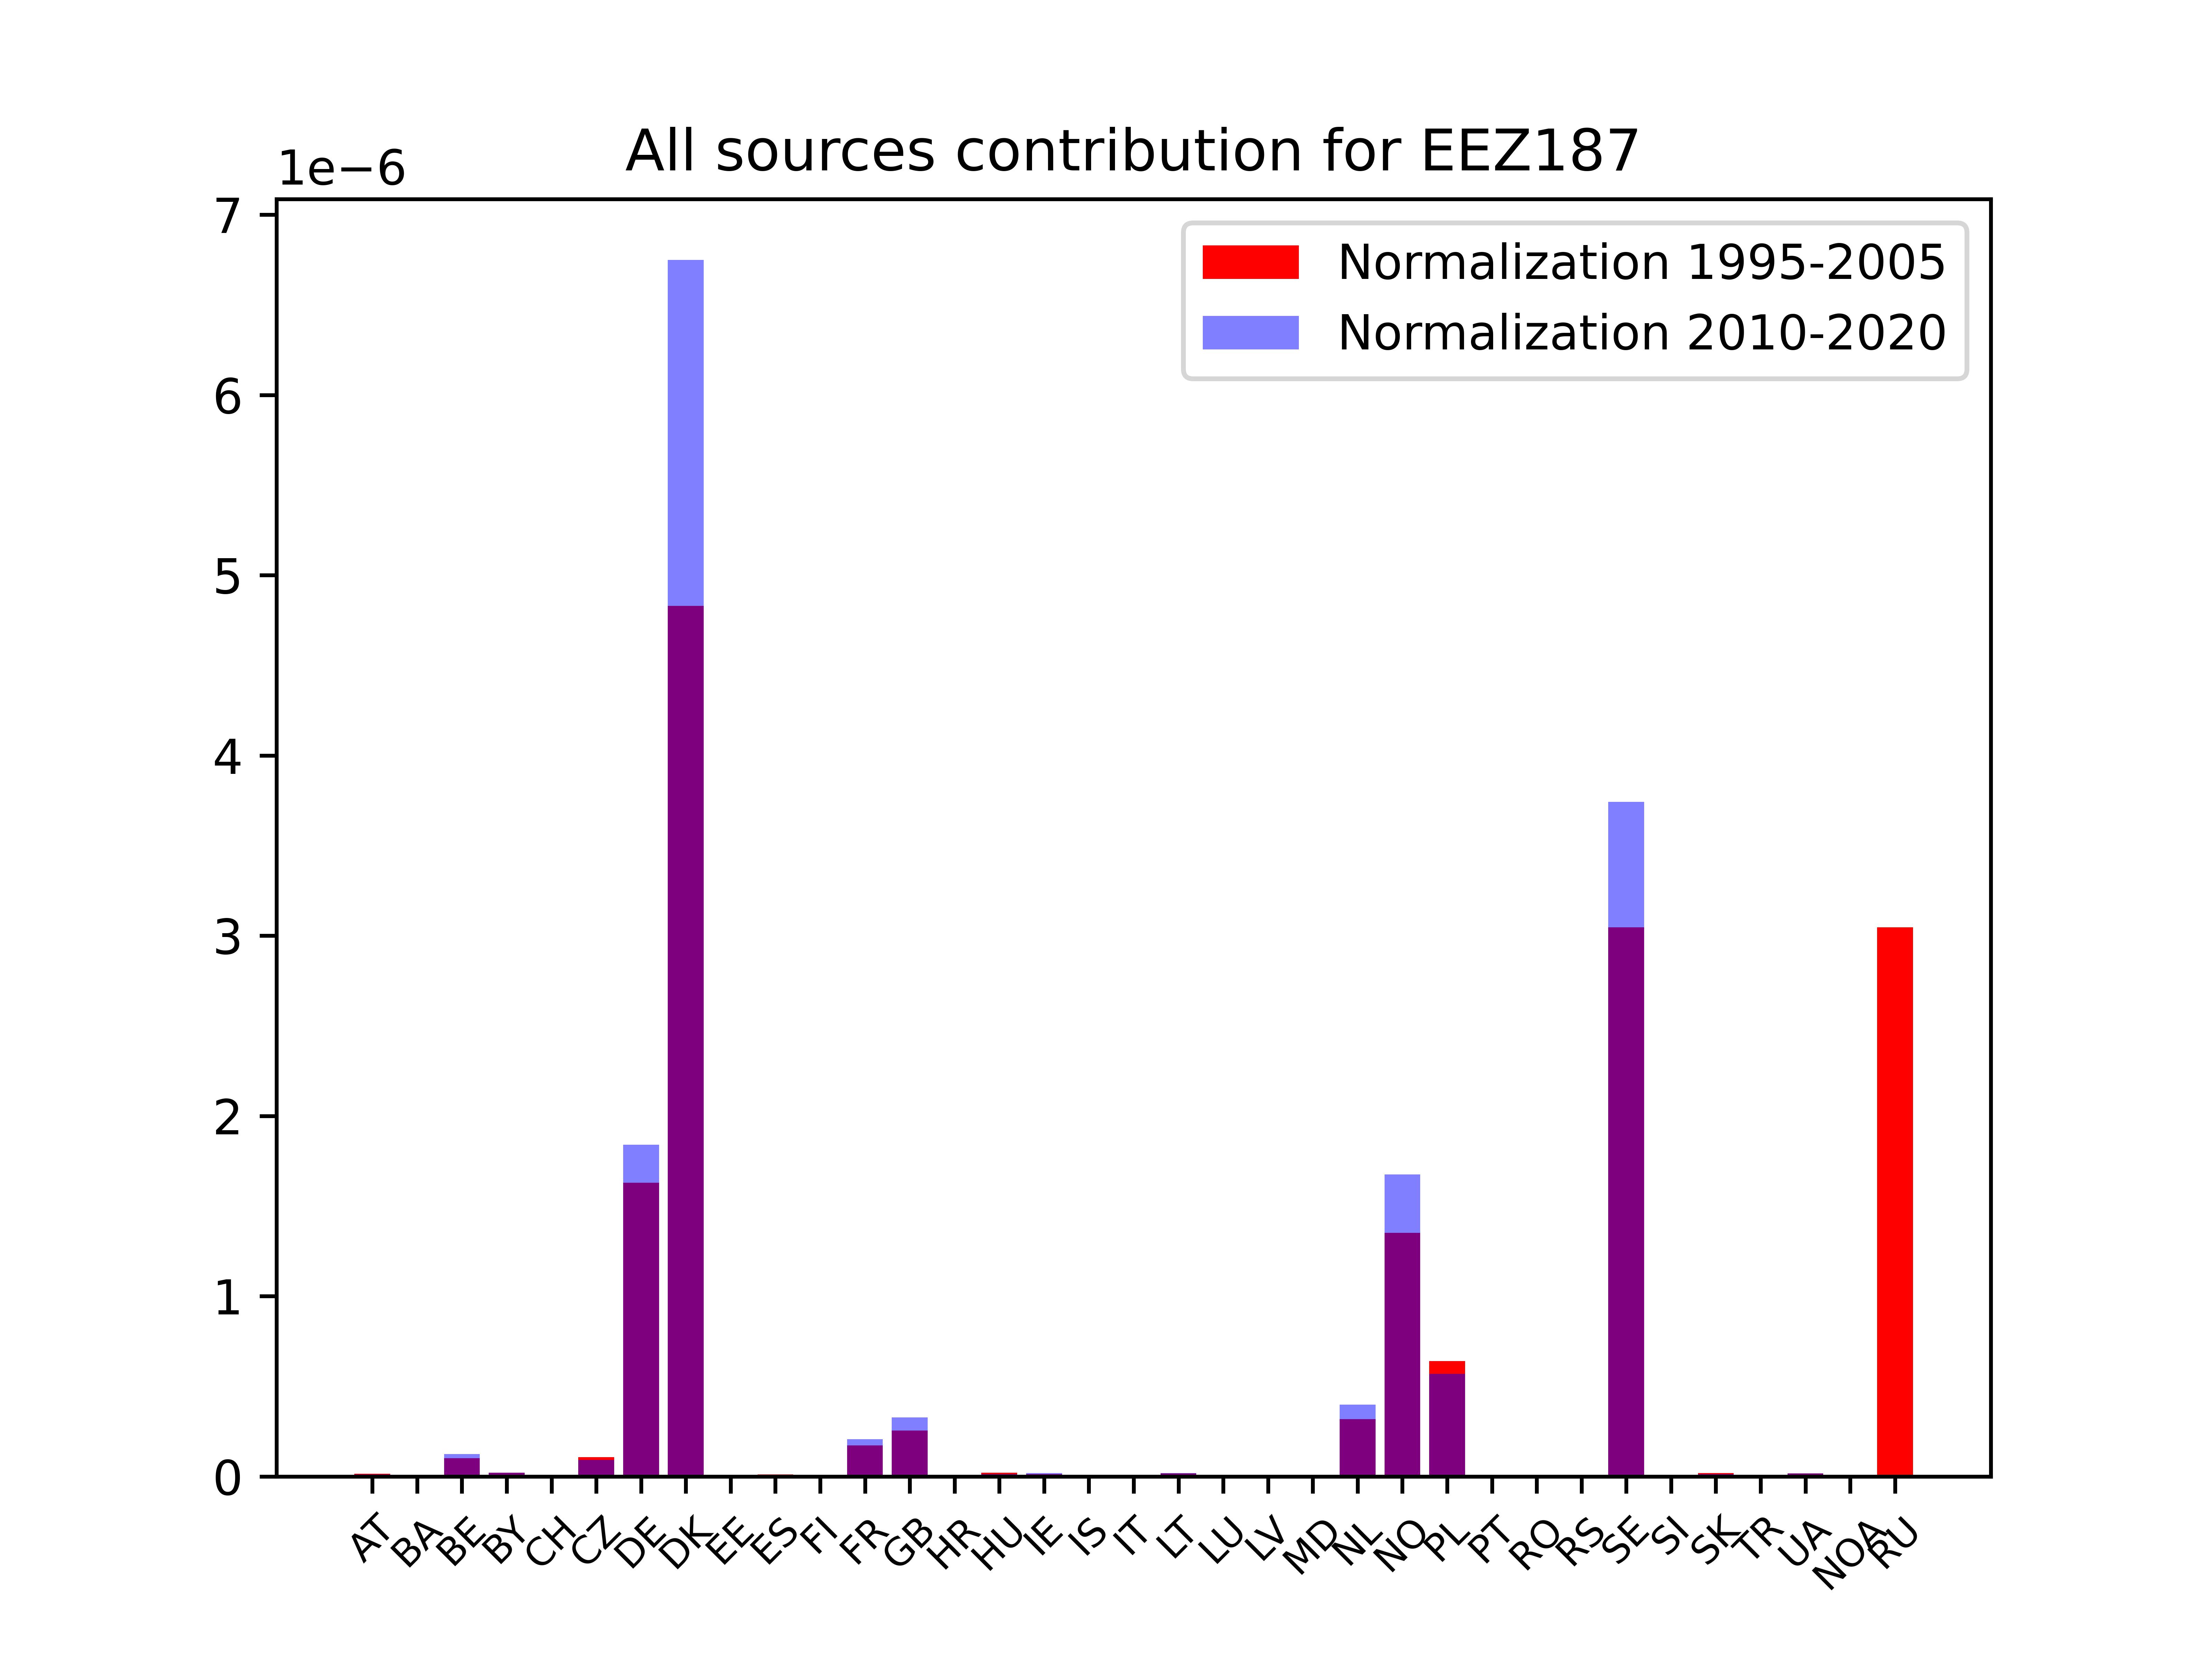 All sources contribution for EEZ187
1e−6
Normalization 1995-2005
Normalization 2010-2020
7
6
5
4
3
2
1
0
AT BA BE BY CH CZ DE DK EE ES FI FR GB HR HU IE IS IT LT LU LV MD NL NO PL PT RO RS SE SI SK TR UA NOA RU